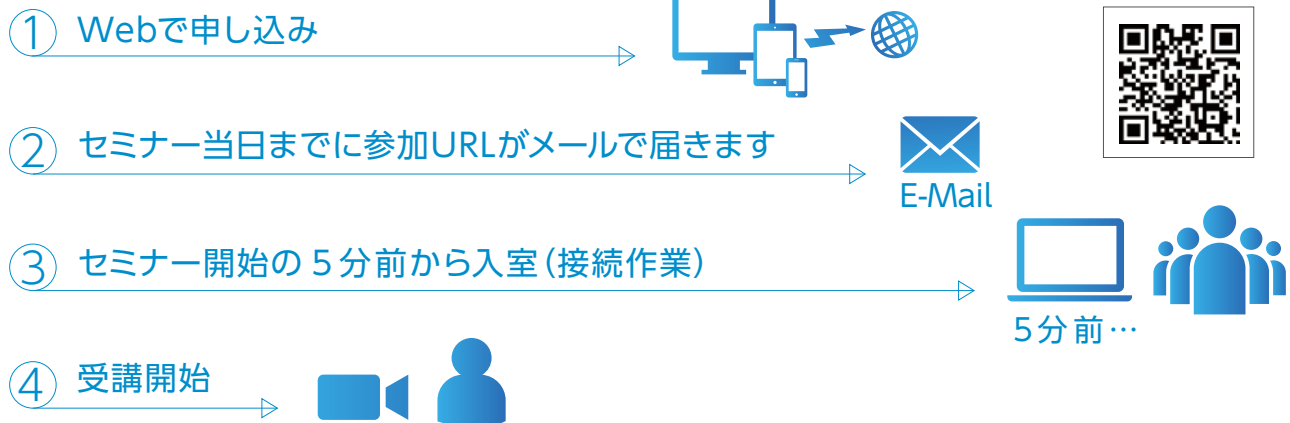 ① Webで申し込み
② セミナー当日までに参加URLがメールで届きます
E-Mail
③ セミナー開始の5分前から入室(接続作業)
5分前…
④ 受講開始